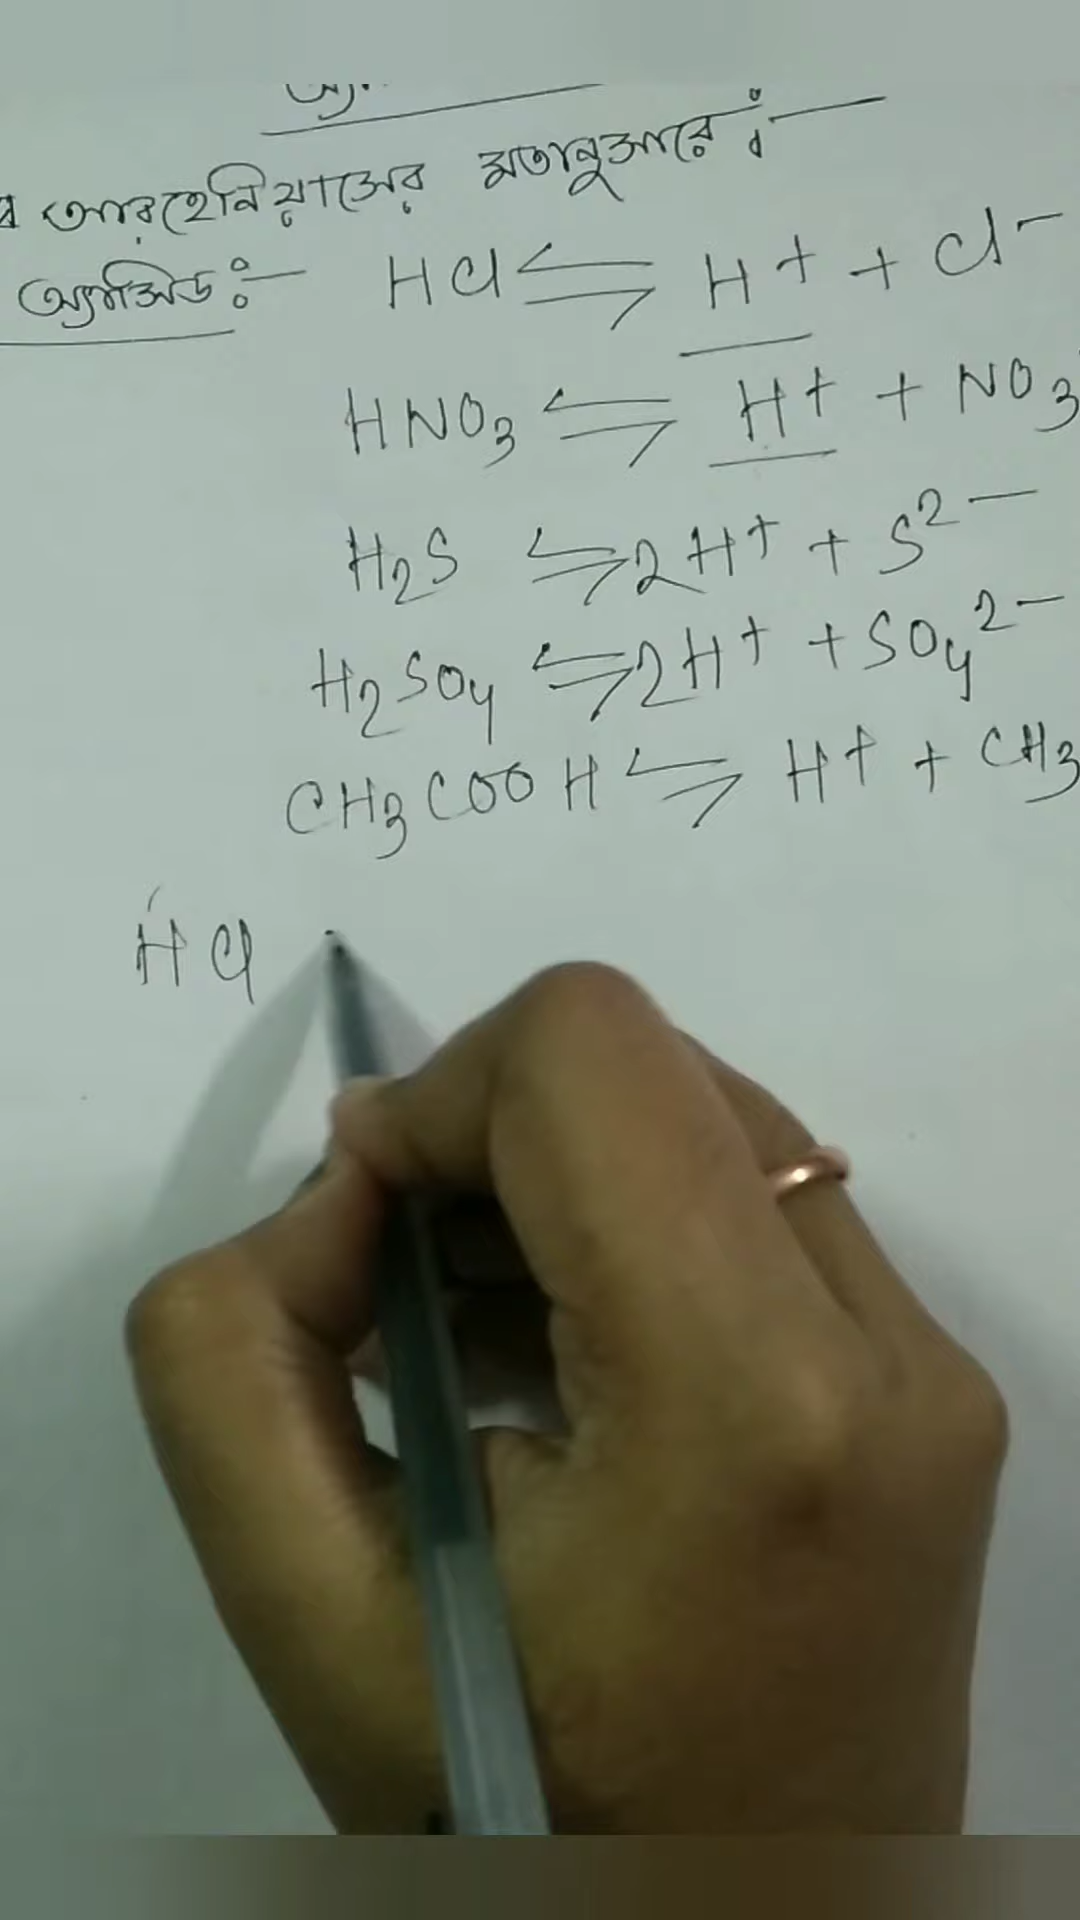 আরহেনিয়াসের মতানুসারে :—
অ্যাসিড :— HCl ⇌ H+ + Cl−
HNO3 ⇌ H+ + NO3
H2S ⇌ 2H+ + S2−
H2SO4 ⇌ 2H+ + SO4 2−
CH3COOH ⇌ H+ + CH3
HCl